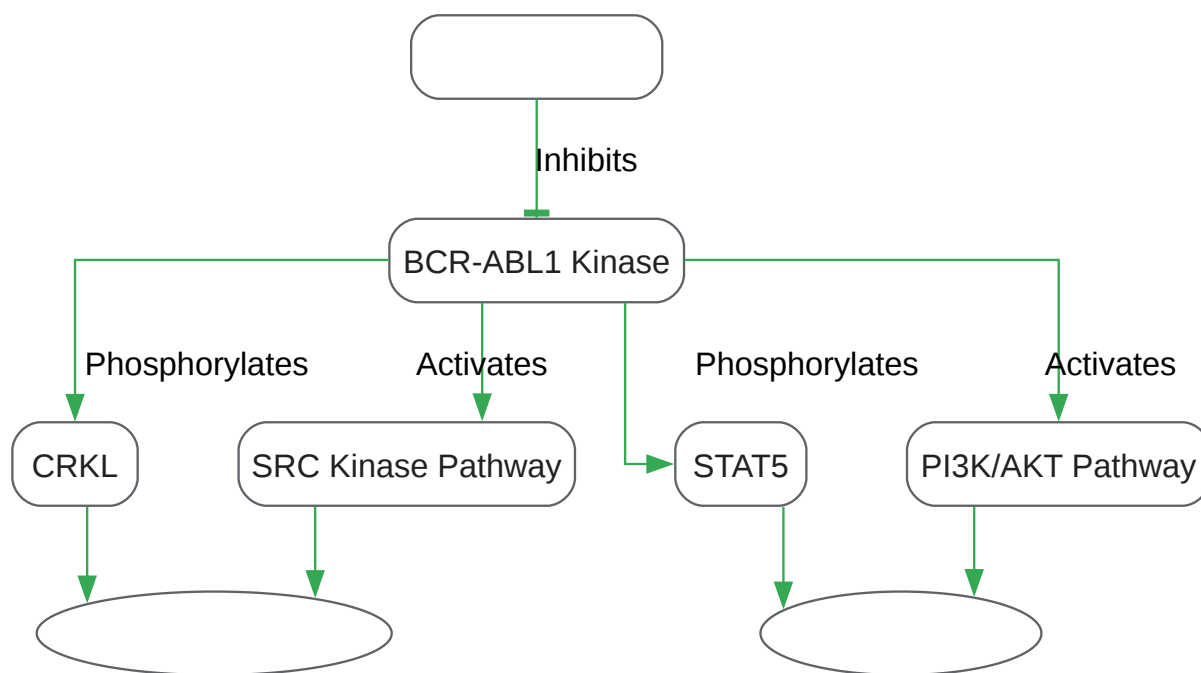 Inhibits
BCR-ABL1 Kinase
Phosphorylates
Activates
Phosphorylates
Activates
CRKL
SRC Kinase Pathway
STAT5
PI3K/AKT Pathway